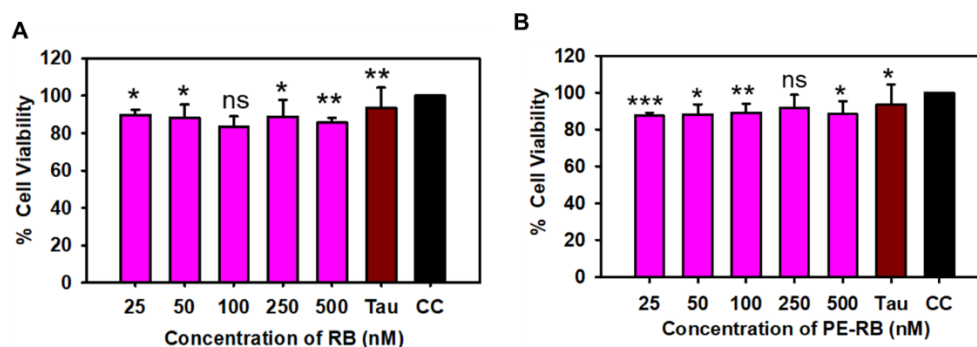 A
120
100
80
60
40
20
0
% Cell Vialbility
* * ns * ** **
25 50 100 250 500 Tau CC
Concentration of RB (nM)
B
120
100
80
60
40
20
0
% Cell Vialbility
*** * ** ns * *
25 50 100 250 500 Tau CC
Concentration of PE-RB (nM)